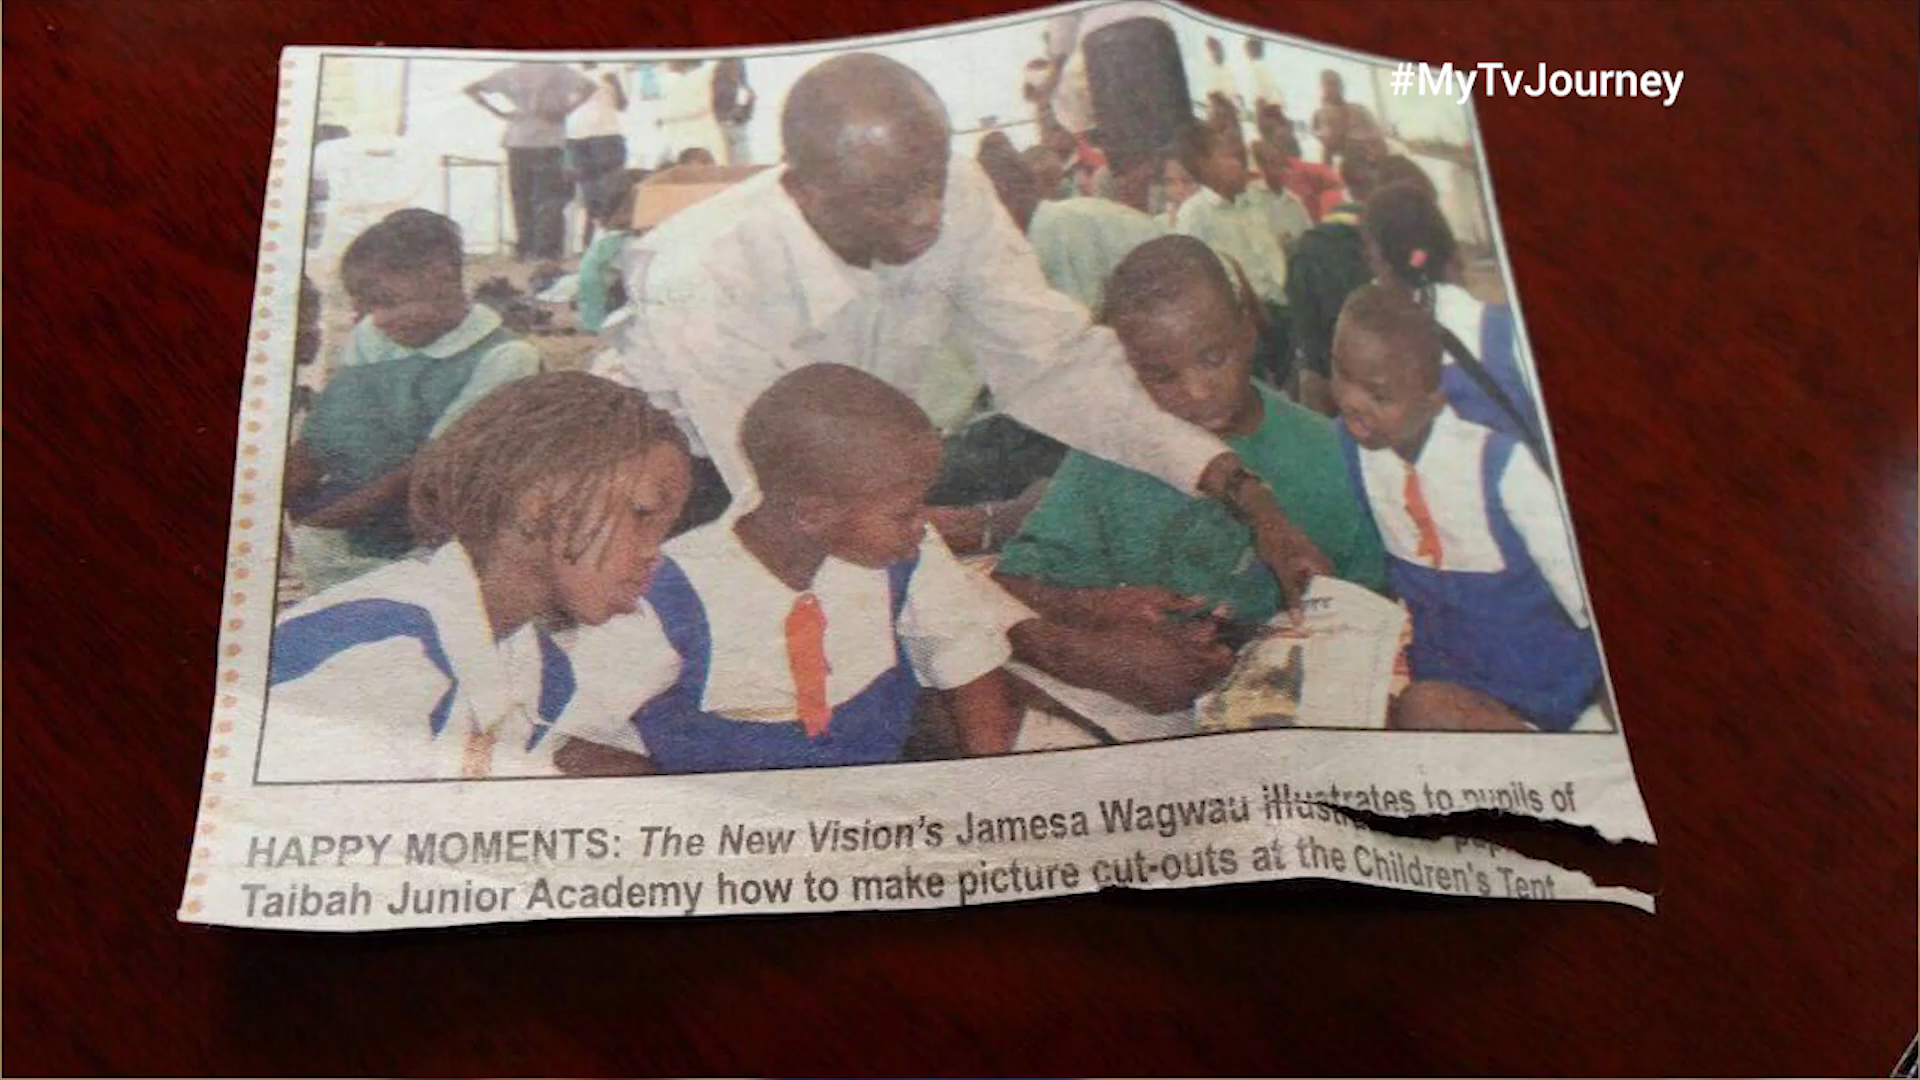 #MyTvJourney
HAPPY MOMENTS: The New Vision's Jamesa Wagwau illustrates to pupils of
Taibah Junior Academy how to make picture cut-outs at the Children's Tent